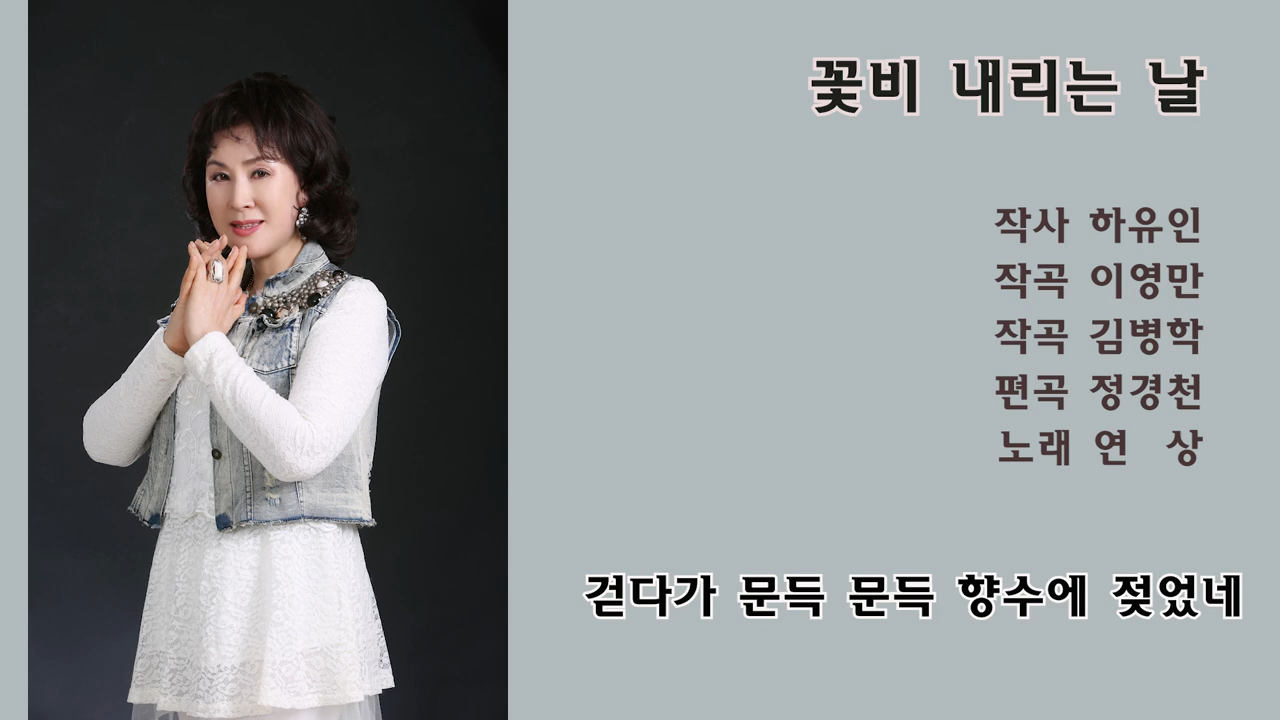 꽃비 내리는 날
작사 하유인
작곡 이영만
작곡 김병학
편곡 정경천
노래 연 상
걷다가 문득 문득 향수에 젖었네